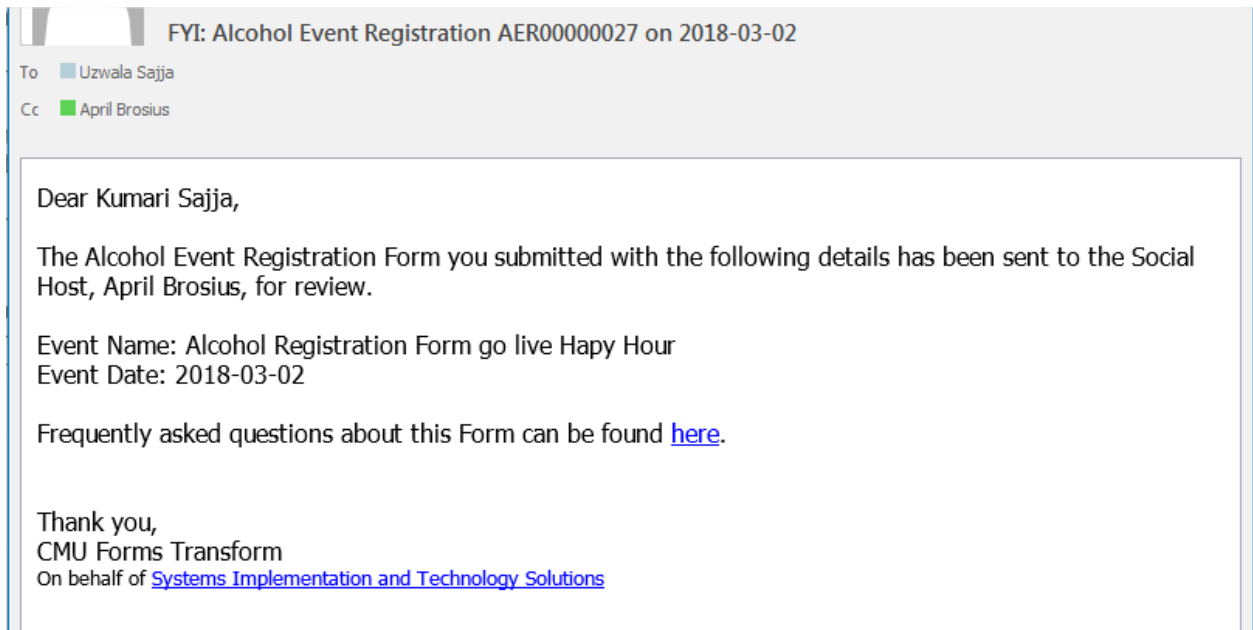 FYI: Alcohol Event Registration AER00000027 on 2018-03-02
To Uzwala Sajja
Cc April Brosius
Dear Kumari Sajja,
The Alcohol Event Registration Form you submitted with the following details has been sent to the Social
Host, April Brosius, for review.
Event Name: Alcohol Registration Form go live Hapy Hour
Event Date: 2018-03-02
Frequently asked questions about this Form can be found here.
Thank you,
CMU Forms Transform
On behalf of Systems Implementation and Technology Solutions